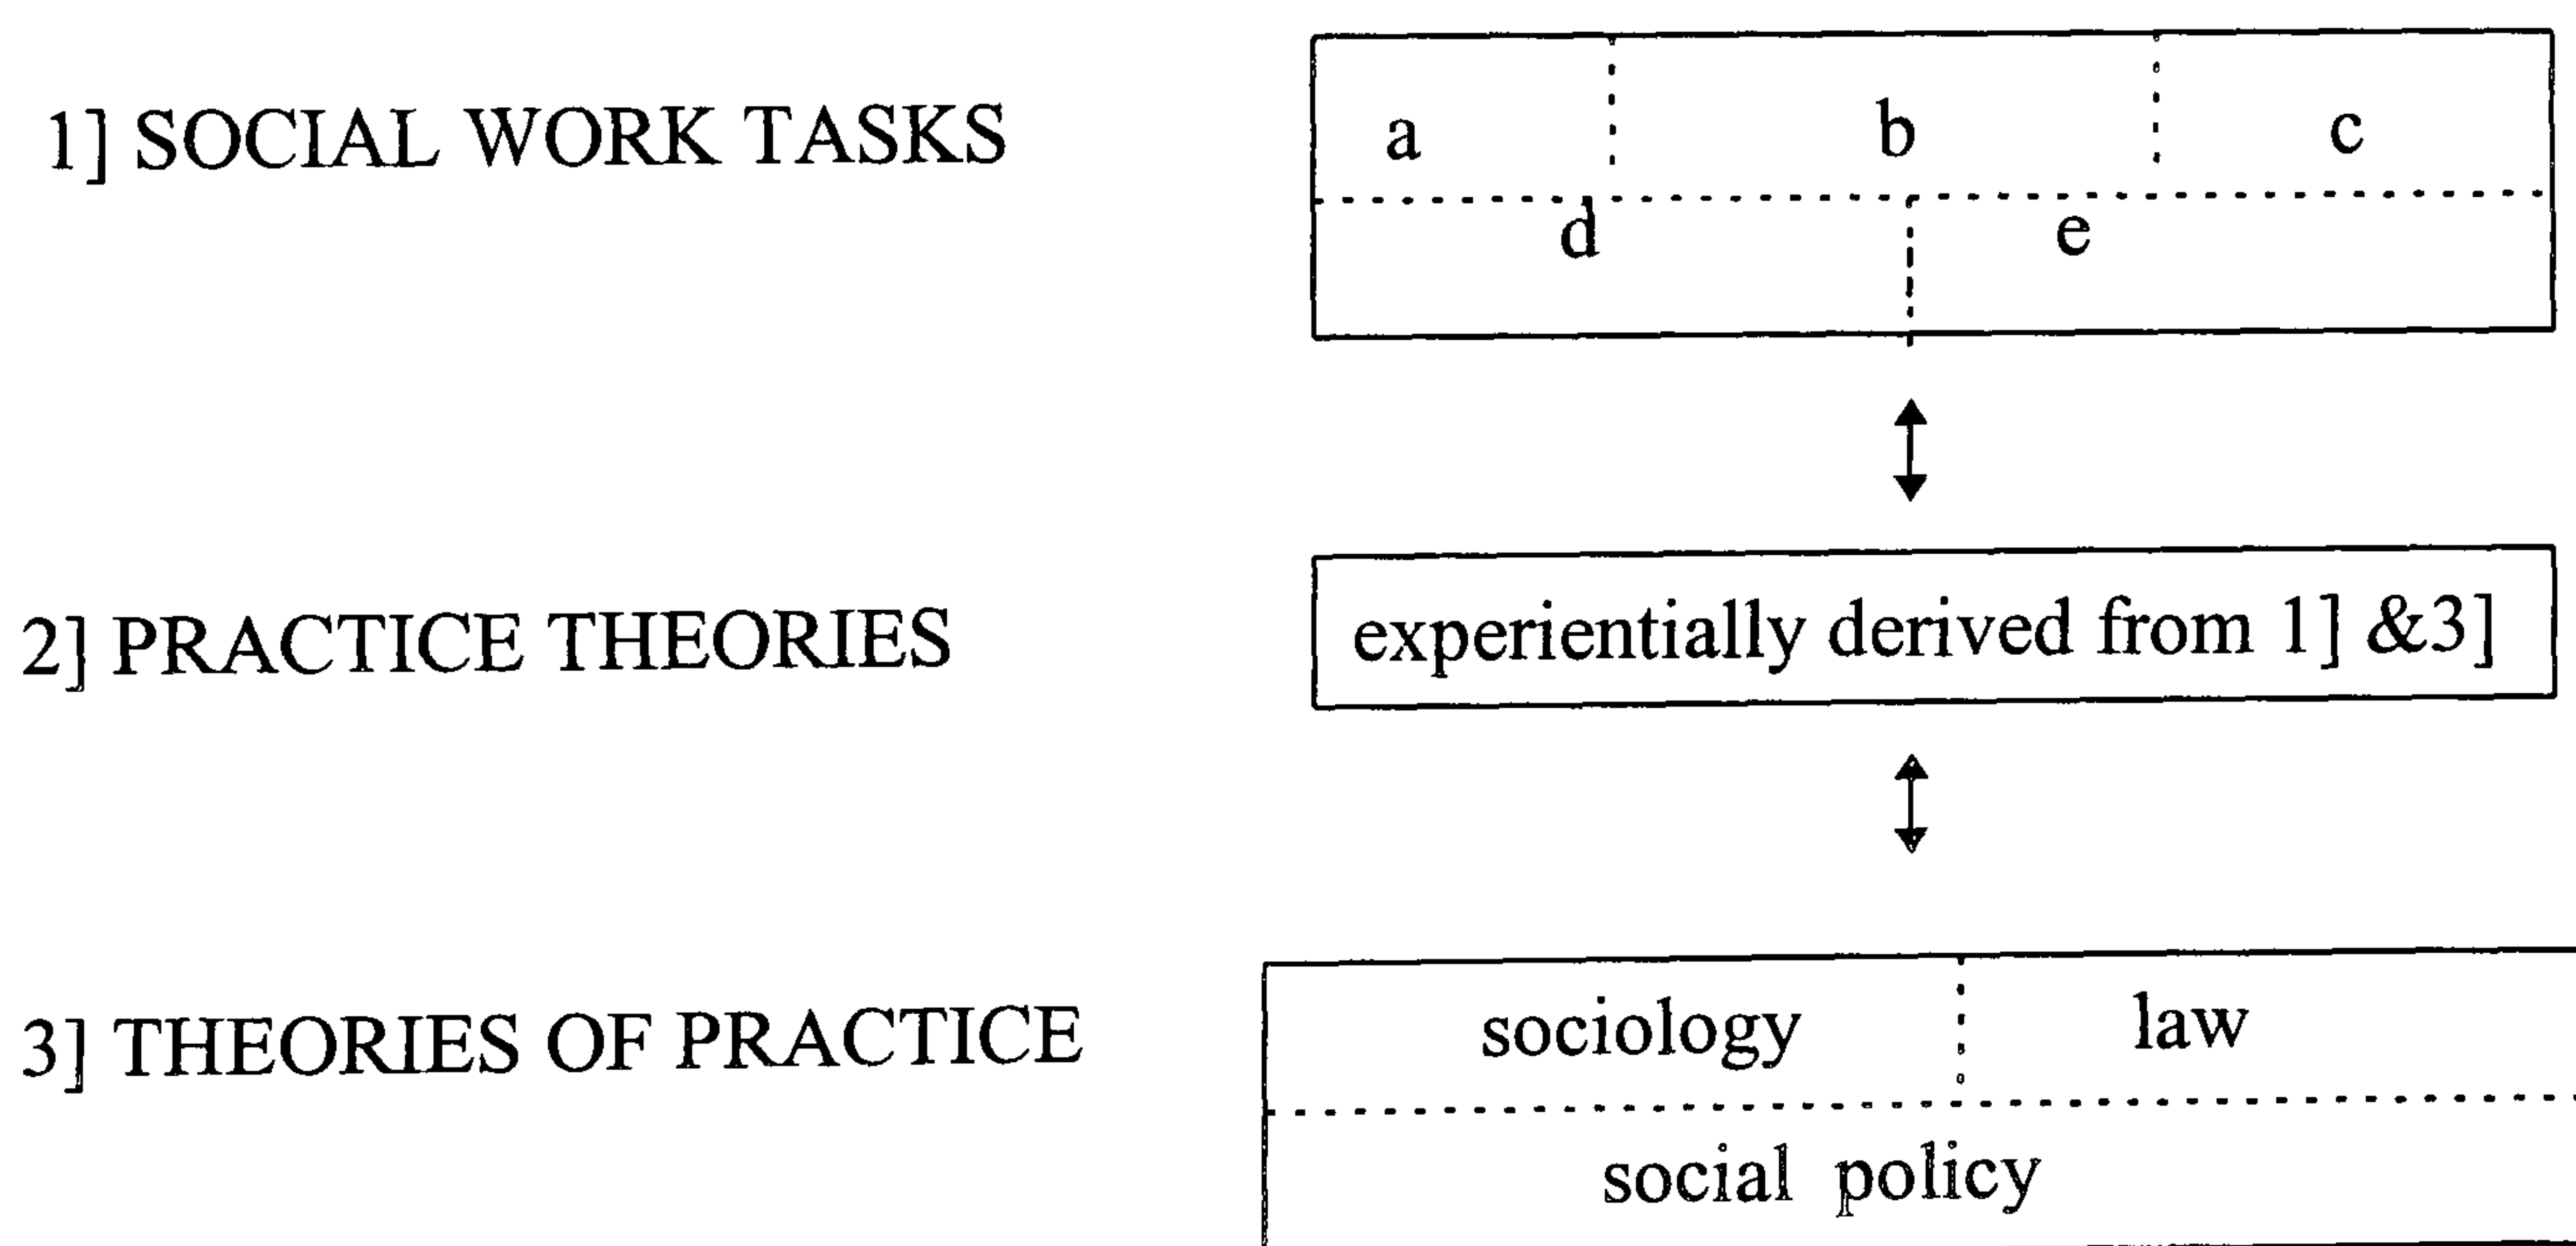 1] SOCIAL WORK TASKS
a b c
d e
2] PRACTICE THEORIES
experientially derived from 1] &3]
3] THEORIES OF PRACTICE
sociology law
social policy